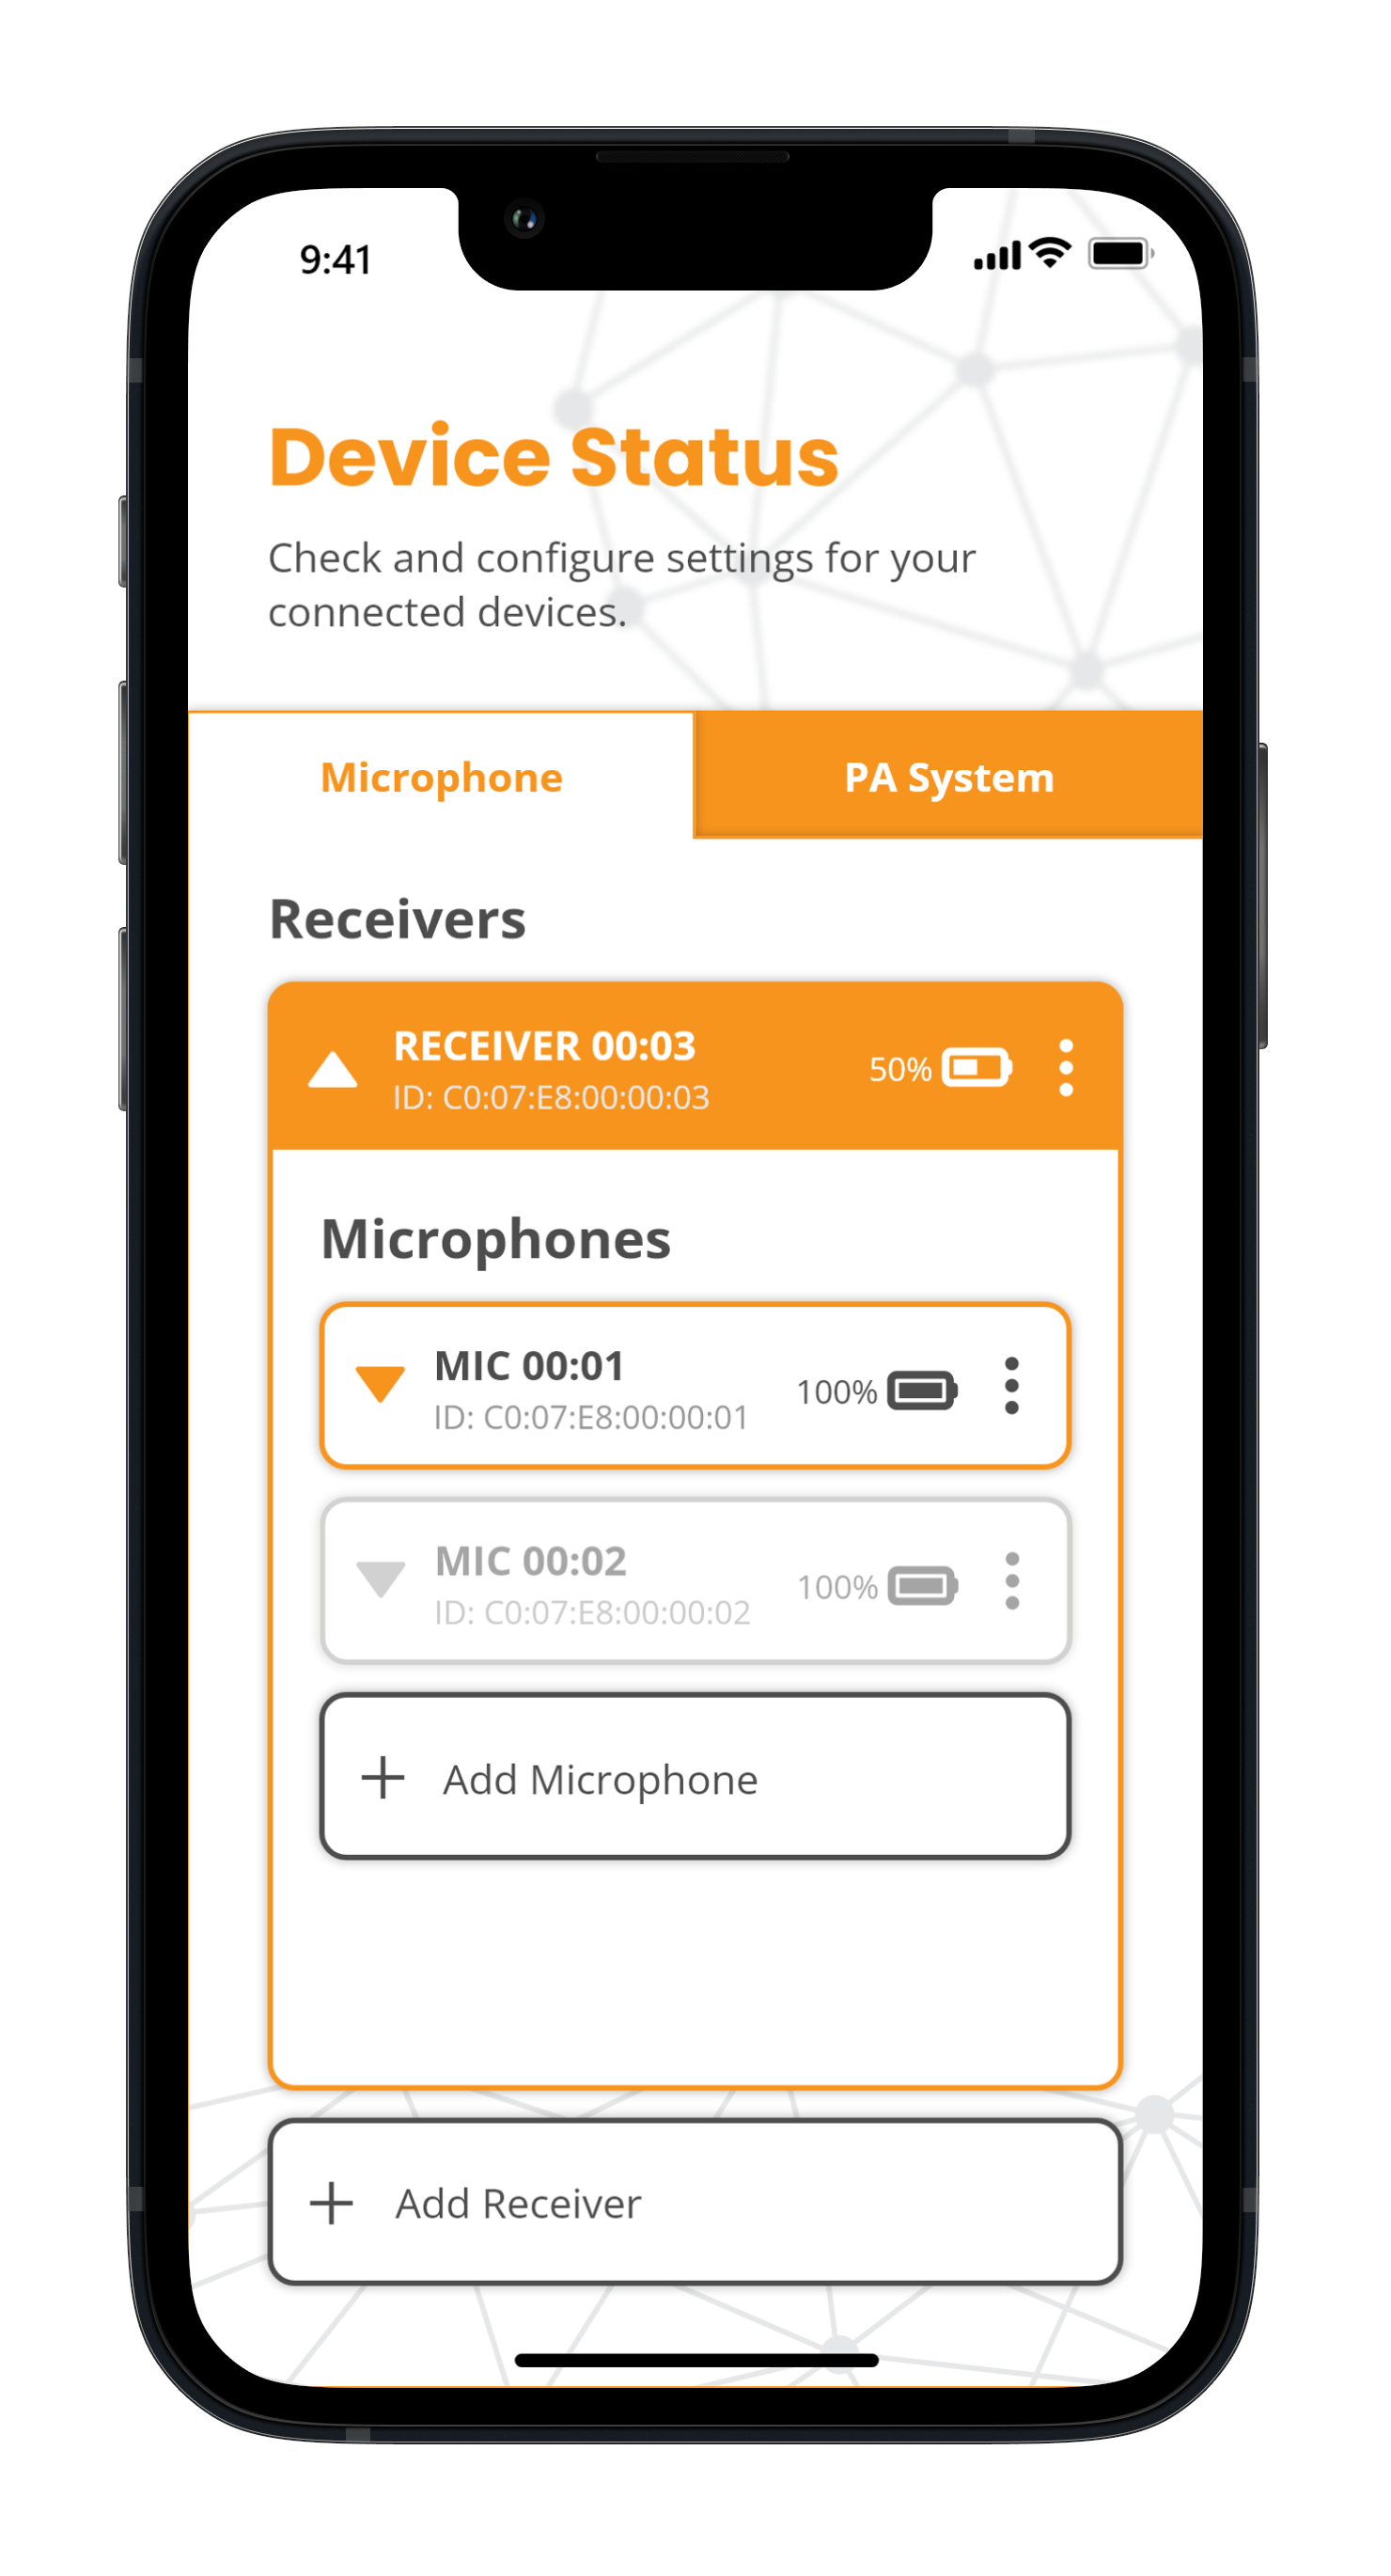 9:41
Device Status
Check and configure settings for your
connected devices.
Microphone
PA System
Receivers
RECEIVER 00:03
ID: C0:07:E8:00:00:03
50%
Microphones
MIC 00:01
ID: C0:07:E8:00:00:01
100%
MIC 00:02
ID: C0:07:E8:00:00:02
100%
Add Microphone
Add Receiver